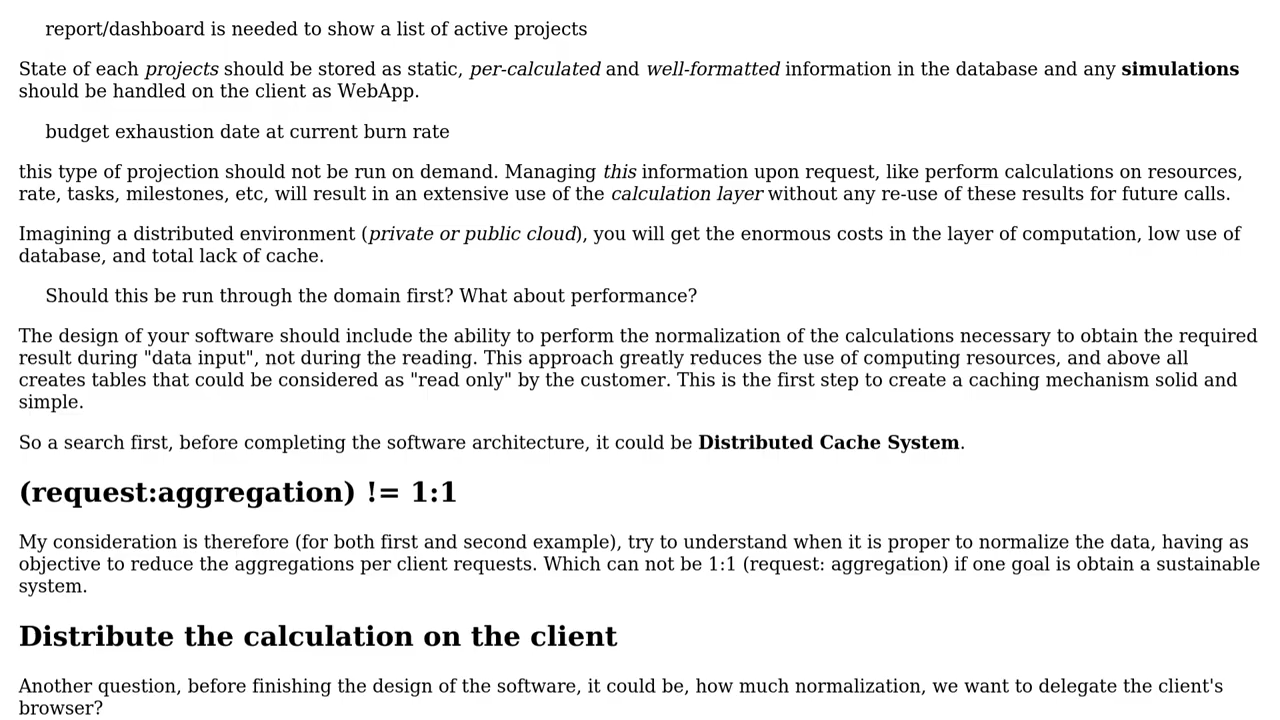 report/dashboard is needed to show a list of active projects
State of each projects should be stored as static, per-calculated and well-formatted information in the database and any simulations
should be handled on the client as WebApp.
budget exhaustion date at current burn rate
this type of projection should not be run on demand. Managing this information upon request, like perform calculations on resources,
rate, tasks, milestones, etc, will result in an extensive use of the calculation layer without any re-use of these results for future calls.
Imagining a distributed environment (private or public cloud), you will get the enormous costs in the layer of computation, low use of
database, and total lack of cache.
Should this be run through the domain first? What about performance?
The design of your software should include the ability to perform the normalization of the calculations necessary to obtain the required
result during "data input", not during the reading. This approach greatly reduces the use of computing resources, and above all
creates tables that could be considered as "read only" by the customer. This is the first step to create a caching mechanism solid and
simple.
So a search first, before completing the software architecture, it could be Distributed Cache System.
(request:aggregation) != 1:1
My consideration is therefore (for both first and second example), try to understand when it is proper to normalize the data, having as
objective to reduce the aggregations per client requests. Which can not be 1:1 (request: aggregation) if one goal is obtain a sustainable
system.
Distribute the calculation on the client
Another question, before finishing the design of the software, it could be, how much normalization, we want to delegate the client's
browser?